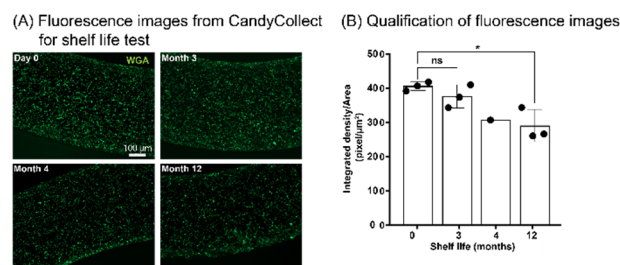 (A) Fluorescence images from CandyCollect
for shelf life test
Day 0
WGA
100 μm
Month 3
Month 4
Month 12
(B) Qualification of fluorescence images
*
ns
Integrated density/Area
(pixel/μm²)
500
400
300
200
100
0 0
0
3
4
12
Shelf life (months)